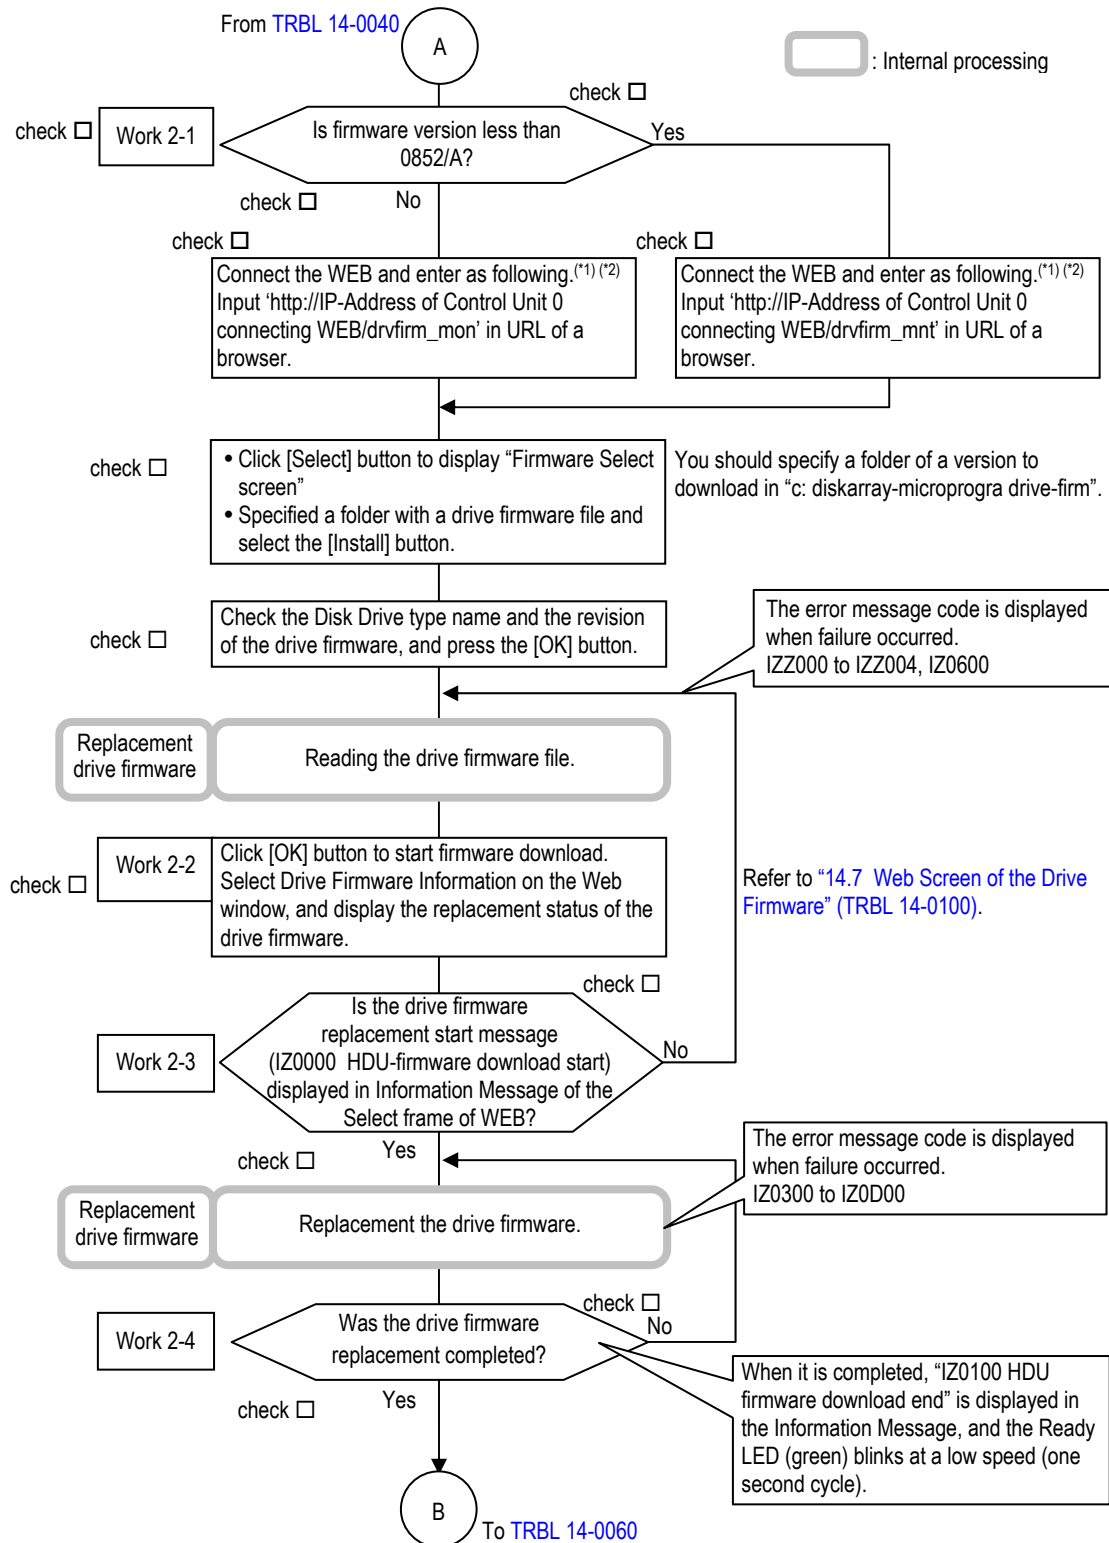 From TRBL 14-0040
A
: Internal processing
check □
check □
Work 2-1
Is firmware version less than
0852/A?
Yes
check □
No
check □
check □
Connect the WEB and enter as following.(*1) (*2)
Input ‘http://IP-Address of Control Unit 0
connecting WEB/drvfirm_mon’ in URL of a
browser.
Connect the WEB and enter as following.(*1) (*2)
Input ‘http://IP-Address of Control Unit 0
connecting WEB/drvfirm_mnt’ in URL of a
browser.
check □
• Click [Select] button to display “Firmware Select
screen”
• Specified a folder with a drive firmware file and
select the [Install] button.
You should specify a folder of a version to
download in “c: diskarray-microprogra drive-firm”.
check □
Check the Disk Drive type name and the revision
of the drive firmware, and press the [OK] button.
The error message code is displayed
when failure occurred.
IZZ000 to IZZ004, IZ0600
Replacement
drive firmware
Reading the drive firmware file.
check □
Work 2-2
Click [OK] button to start firmware download.
Select Drive Firmware Information on the Web
window, and display the replacement status of the
drive firmware.
Refer to “14.7 Web Screen of the Drive
Firmware” (TRBL 14-0100).
check □
Work 2-3
Is the drive firmware
replacement start message
(IZ0000 HDU-firmware download start)
displayed in Information Message of the
Select frame of WEB?
No
check □
Yes
The error message code is displayed
when failure occurred.
IZ0300 to IZ0D00
Replacement
drive firmware
Replacement the drive firmware.
check □
Work 2-4
Was the drive firmware
replacement completed?
No
check □
Yes
When it is completed, “IZ0100 HDU
firmware download end” is displayed in
the Information Message, and the Ready
LED (green) blinks at a low speed (one
second cycle).
B
To TRBL 14-0060